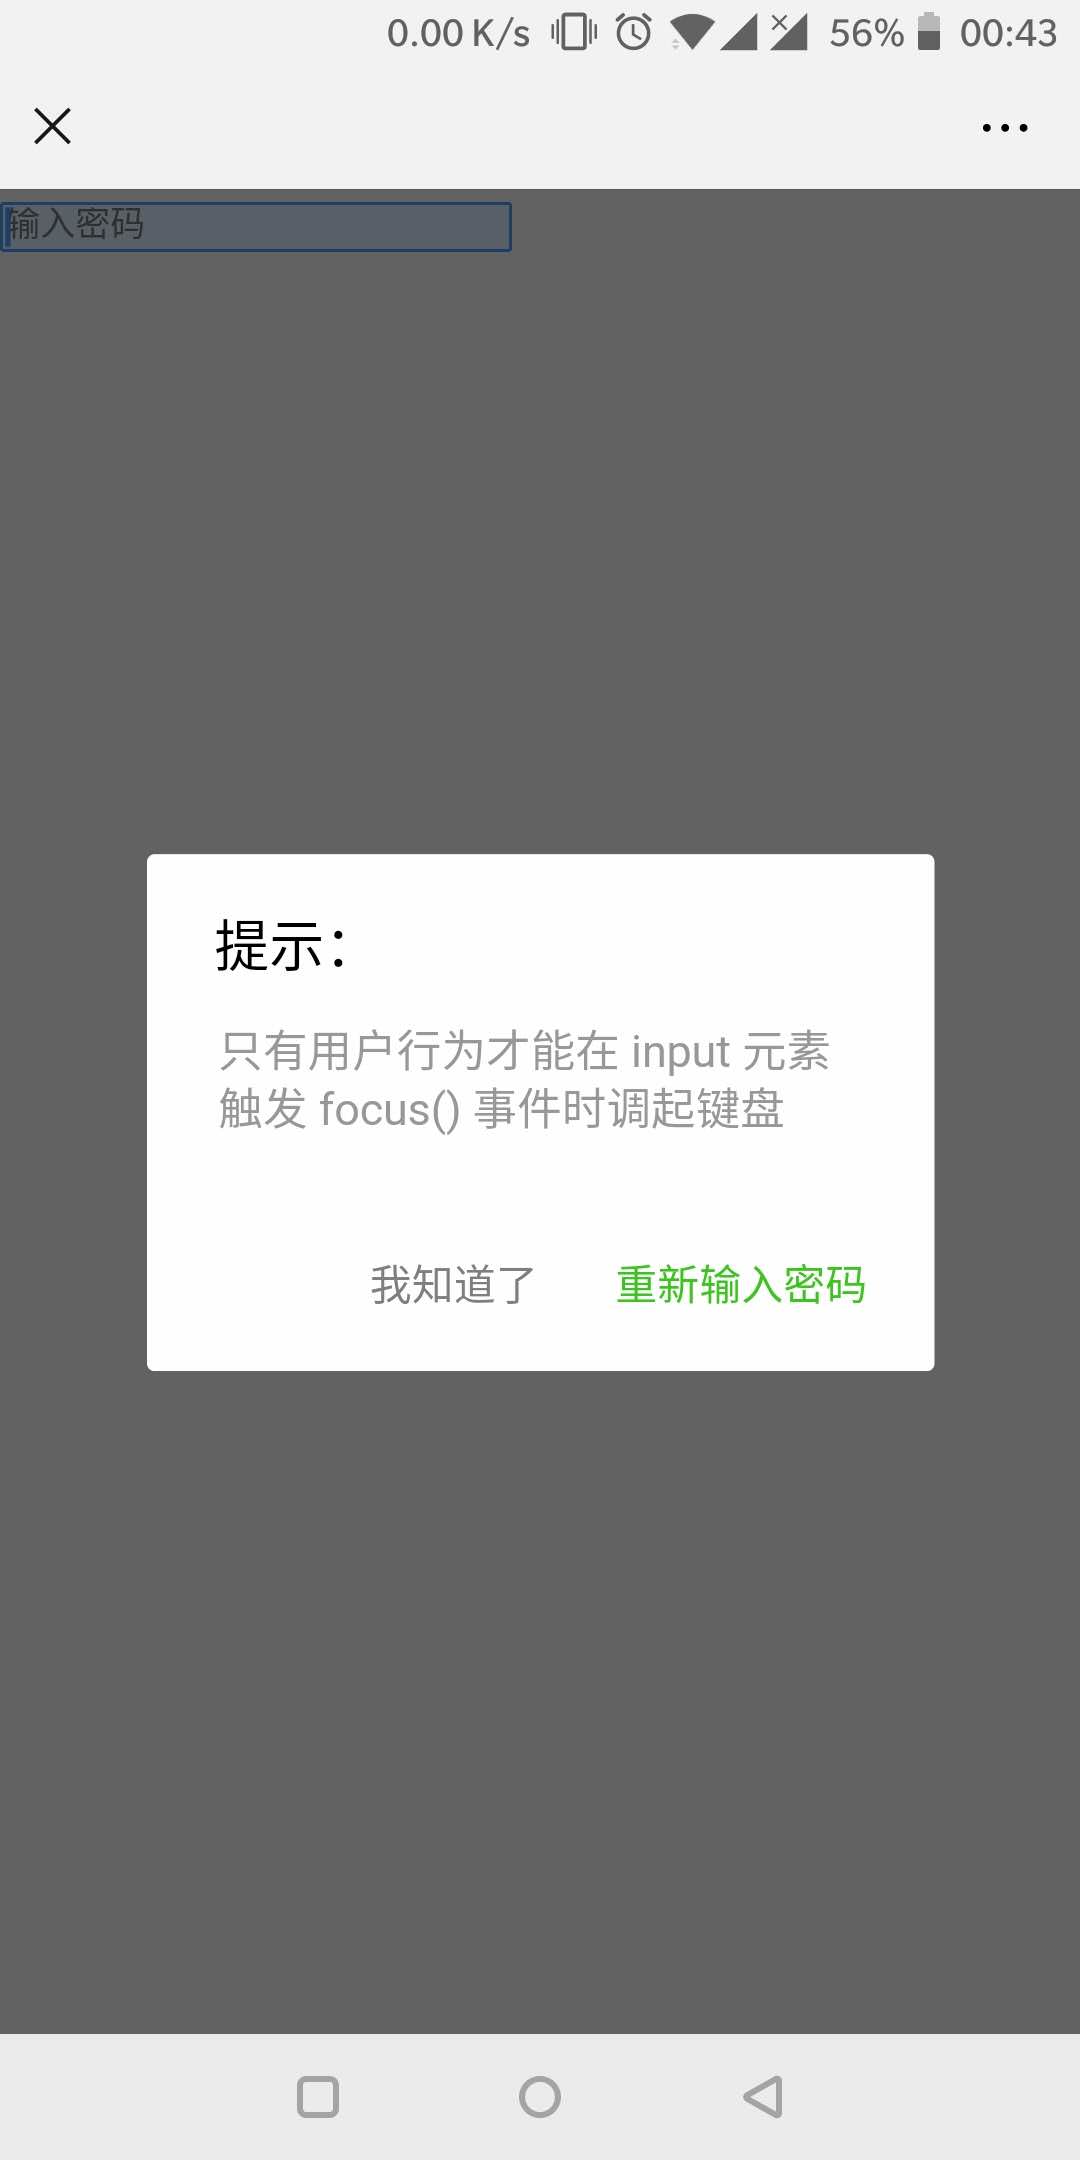 0.00 K/s 56% 00:43
输入密码
提示：
只有用户行为才能在 input 元素
触发 focus() 事件时调起键盘
我知道了 重新输入密码